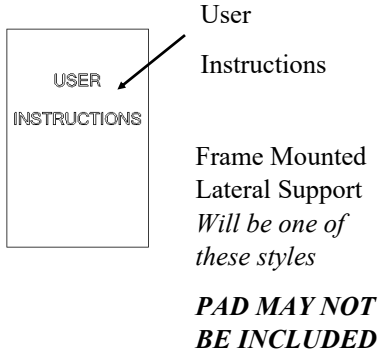 User
Instructions
USER
INSTRUCTIONS
Frame Mounted
Lateral Support
Will be one of
these styles
PAD MAY NOT
BE INCLUDED